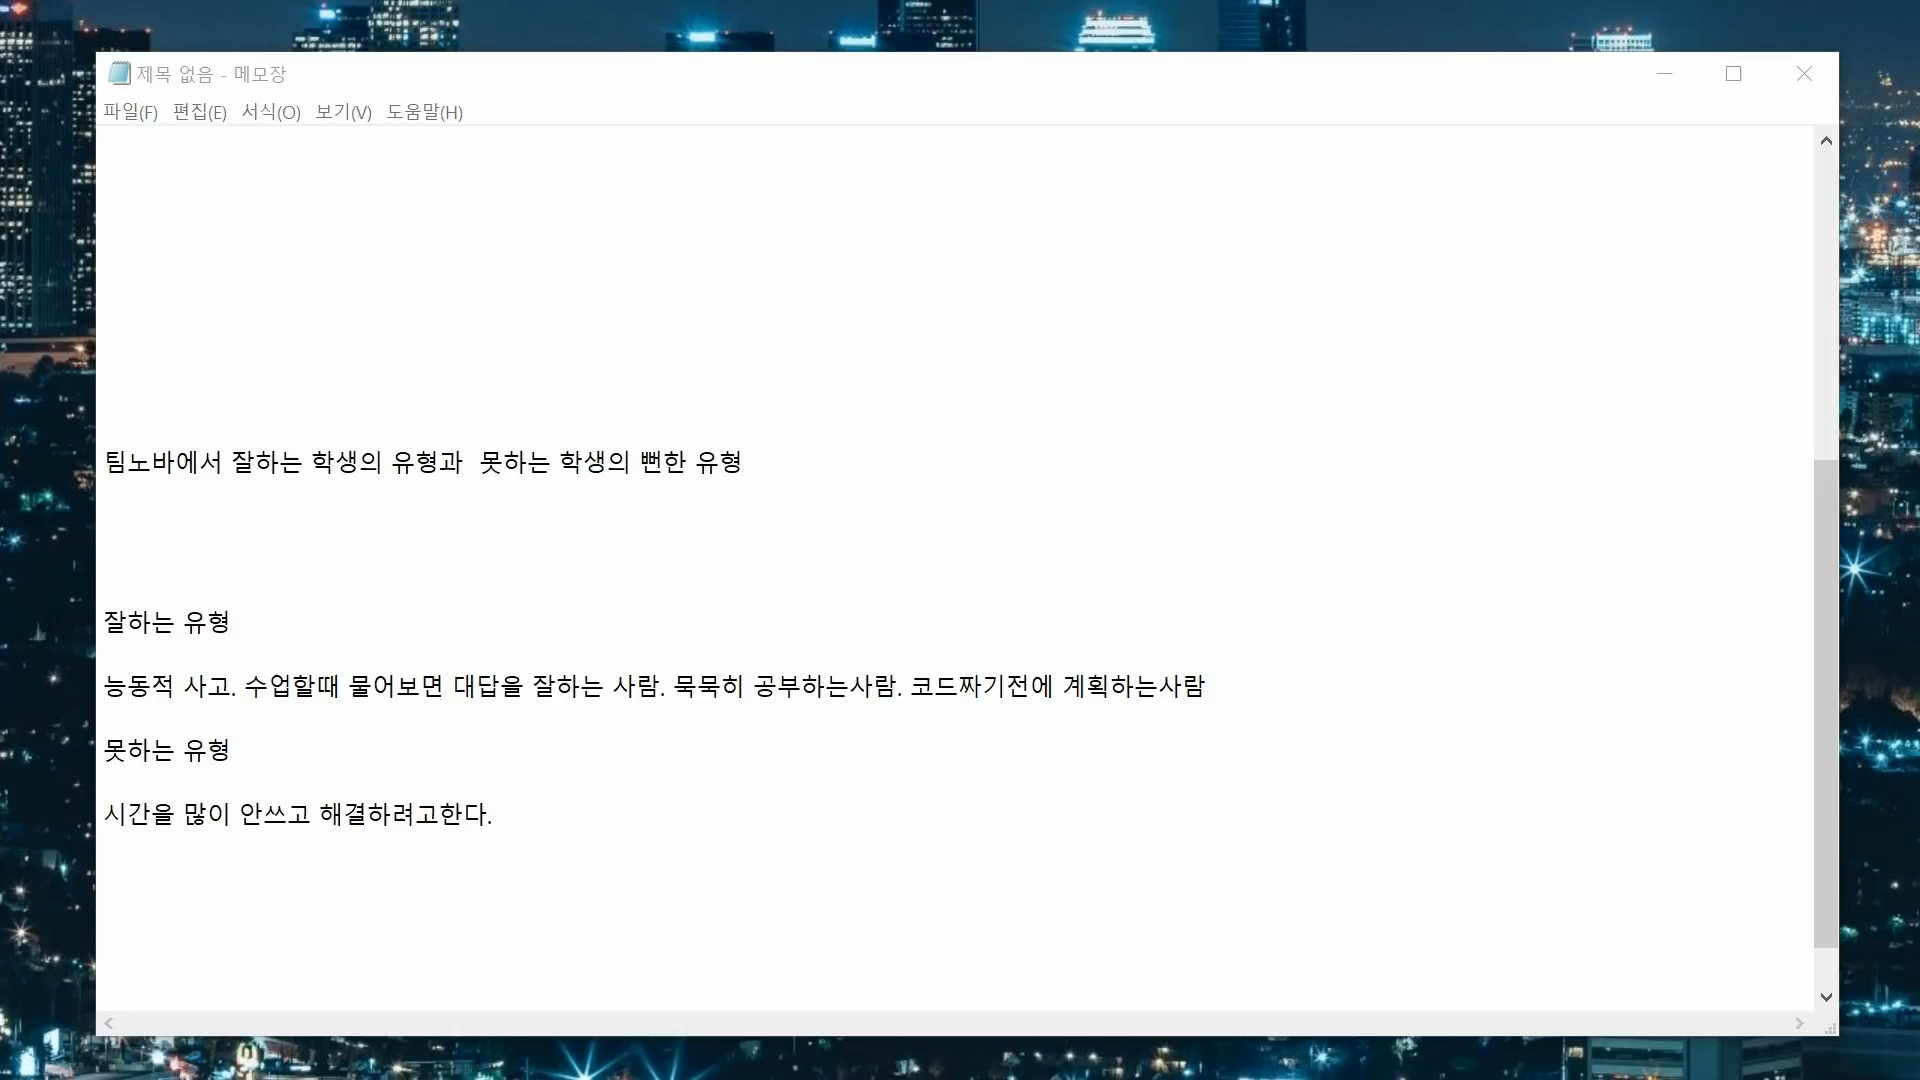 제목 없음 - 메모장
파일(F) 편집(E) 서식(O) 보기(V) 도움말(H)
팀노바에서 잘하는 학생의 유형과  못하는 학생의 뻔한 유형
잘하는 유형
능동적 사고. 수업할때 물어보면 대답을 잘하는 사람. 묵묵히 공부하는사람. 코드짜기전에 계획하는사람
못하는 유형
시간을 많이 안쓰고 해결하려고한다.